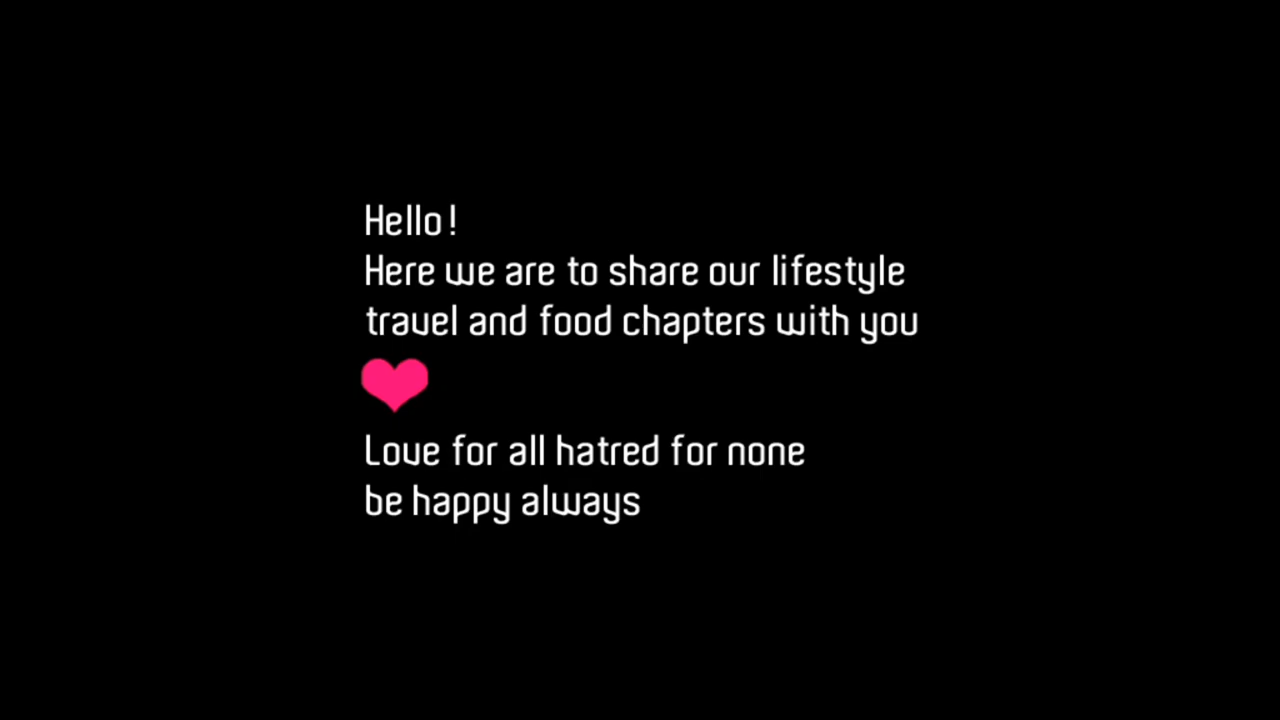 Hello!
Here we are to share our lifestyle
travel and food chapters with you
Love for all hatred for none
be happy always